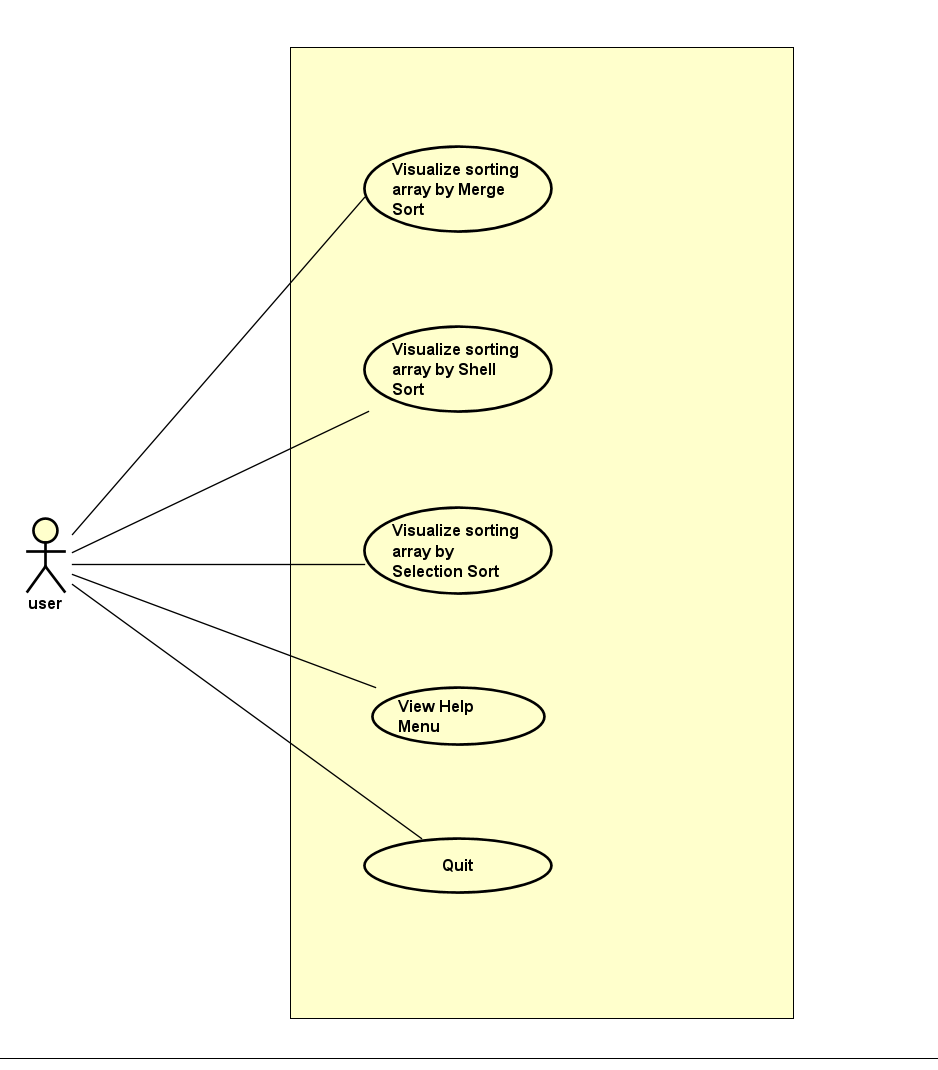 Visualize sorting
array by Merge
Sort
Visualize sorting
array by Shell
Sort
Visualize sorting
array by
Selection Sort
user
View Help
Menu
Quit